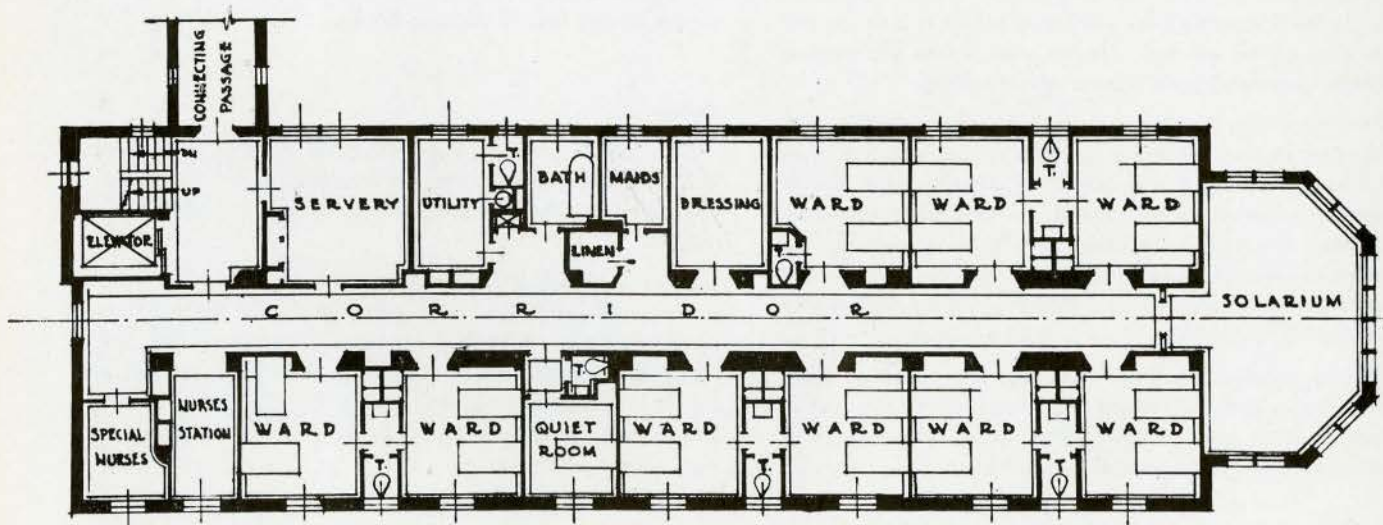 CONNECTING
PASSAGE
DN
UP
ELEVATOR
SERVERY
UTILITY
T.
BATH
MAIDS
LINEN
DRESSING
T.
WARD
WARD
T.
WARD
SOLARIUM
CORRIDOR
SPECIAL
NURSES
NURSES
STATION
WARD
T.
WARD
T.
QUIET
ROOM
WARD
T.
WARD
WARD
T.
WARD